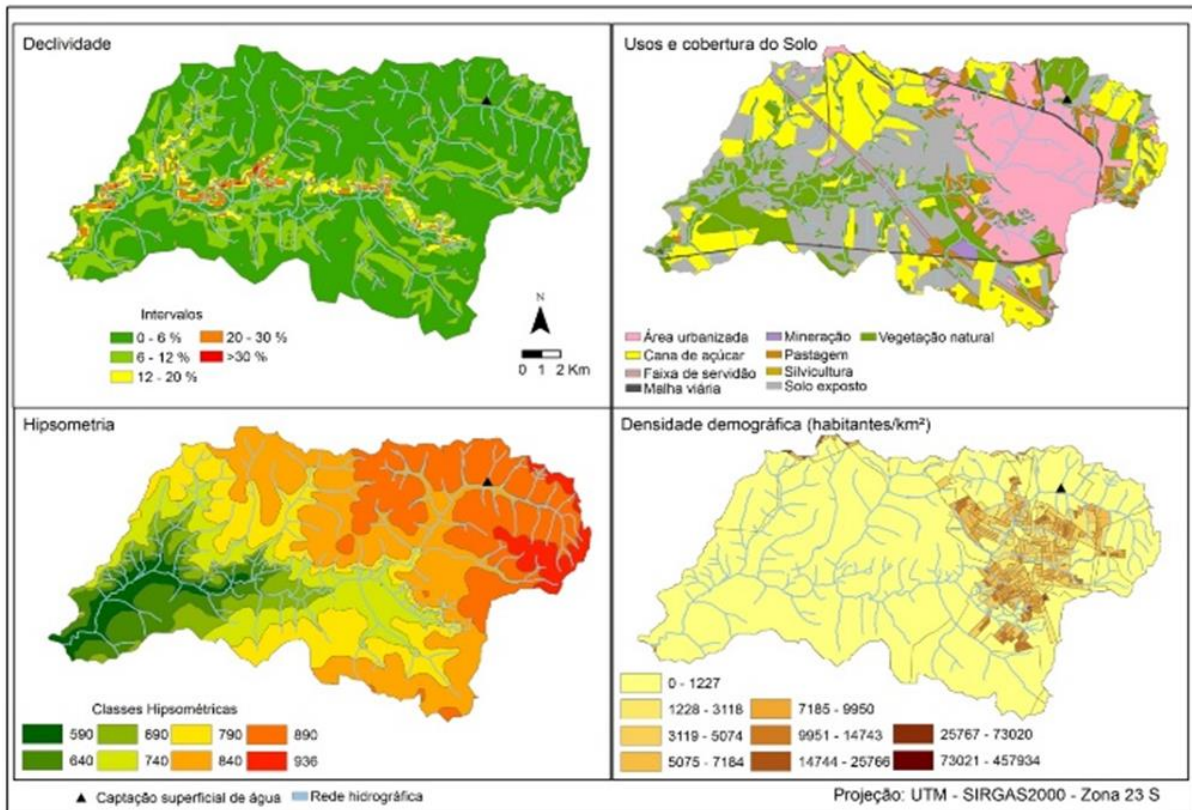 Declividade
Intervalos
0 - 6 %
20 - 30 %
6 - 12 %
>30 %
12 - 20 %
N
0 1 2 Km
Usos e cobertura do Solo
Área urbanizada
Mineração
Vegetação natural
Cana de açúcar
Pastagem
Faixa de servidão
Silvicultura
Malha viária
Solo exposto
Hipsometria
Classes Hipsométricas
590
690
790
890
640
740
840
936
Densidade demográfica (habitantes/km²)
0 - 1227
1228 - 3118
7185 - 9950
3119 - 5074
9951 - 14743
25767 - 73020
5075 - 7184
14744 - 25766
73021 - 457934
Captação superficial de água
Rede hidrográfica
Projeção: UTM - SIRGAS2000 - Zona 23 S